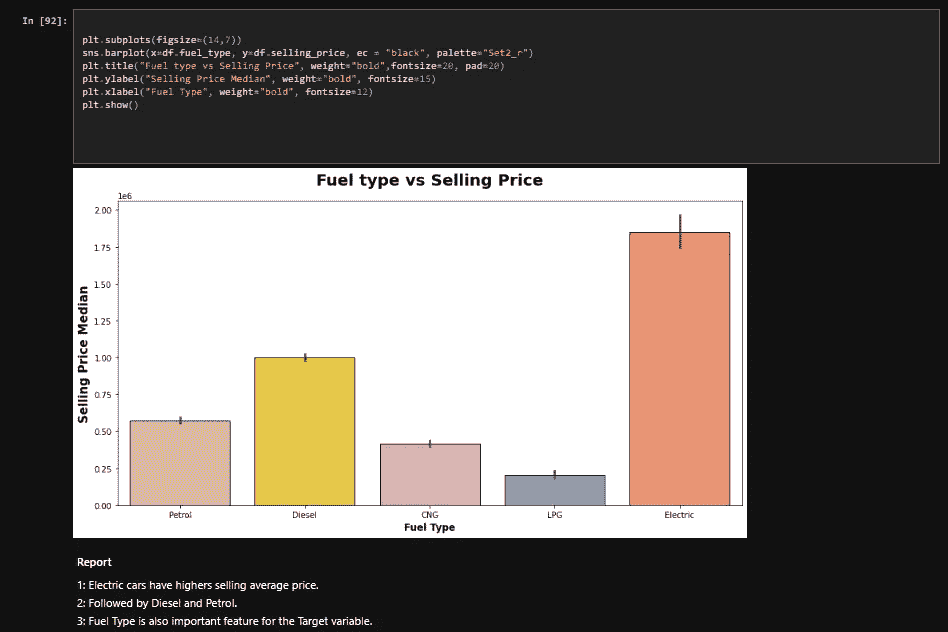 In [92]:
plt.subplots(figsize=(14,7))
sns.barplot(x=df.fuel_type, y=df.selling_price, ec = "black", palette="Set2_r")
plt.title("Fuel type vs Selling Price", weight="bold",fontsize=20, pad=20)
plt.ylabel("Selling Price Median", weight="bold", fontsize=15)
plt.xlabel("Fuel Type", weight="bold", fontsize=12)
plt.show()
Fuel type vs Selling Price
1e6
2.00
1.75
1.50
1.25
1.00
0.75
0.50
0.25
0.00
Selling Price Median
Petrol Diesel CNG LPG Electric
Fuel Type
Report
1: Electric cars have highers selling average price.
2: Followed by Diesel and Petrol.
3: Fuel Type is also important feature for the Target variable.